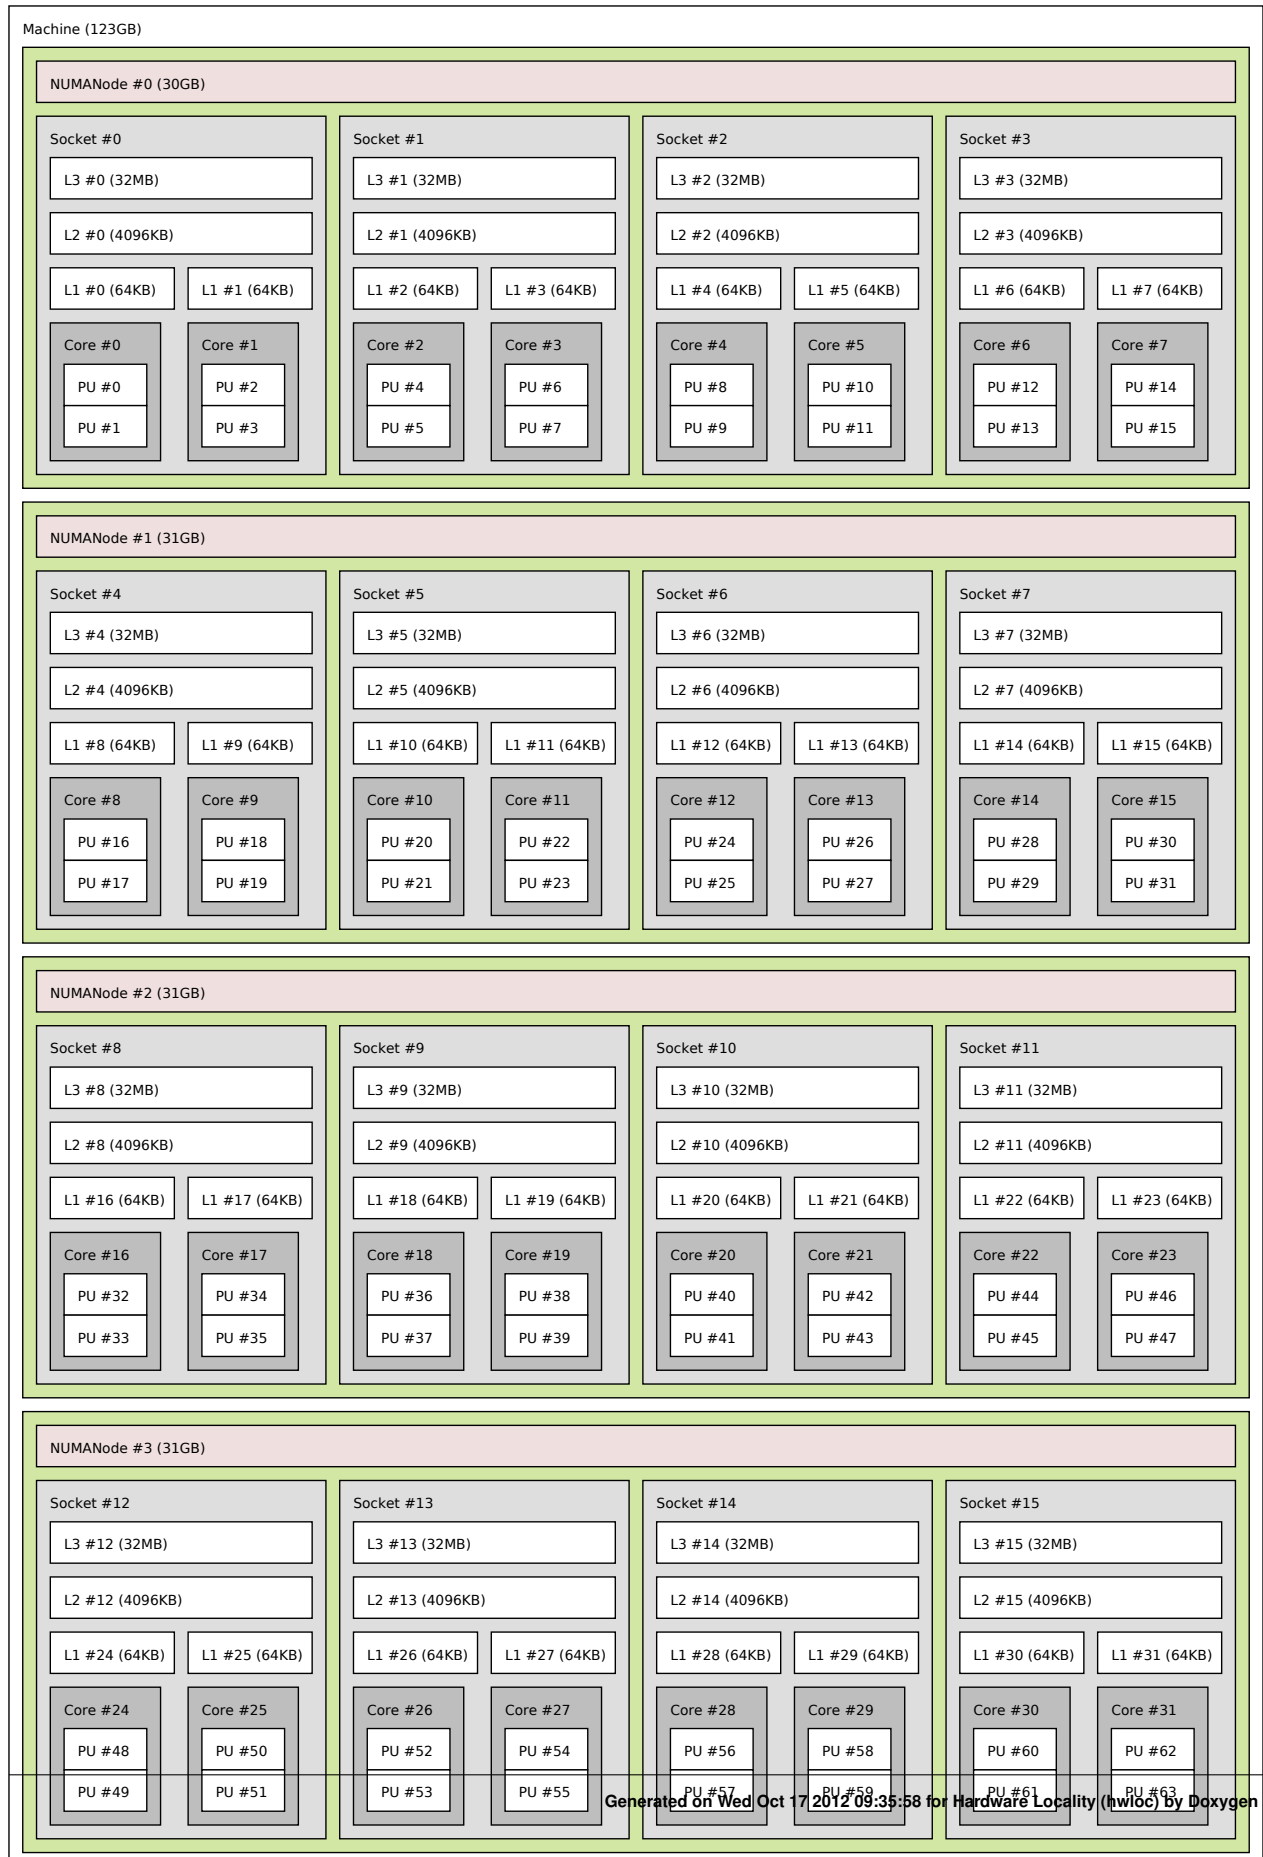 Machine (123GB)
NUMANode #0 (30GB)
Socket #0 Socket #1 Socket #2 Socket #3
L3 #0 (32MB) L3 #1 (32MB) L3 #2 (32MB) L3 #3 (32MB)
L2 #0 (4096KB) L2 #1 (4096KB) L2 #2 (4096KB) L2 #3 (4096KB)
L1 #0 (64KB) L1 #1 (64KB) L1 #2 (64KB) L1 #3 (64KB) L1 #4 (64KB) L1 #5 (64KB) L1 #6 (64KB) L1 #7 (64KB)
Core #0 Core #1 Core #2 Core #3 Core #4 Core #5 Core #6 Core #7
PU #0 PU #2 PU #4 PU #6 PU #8 PU #10 PU #12 PU #14
PU #1 PU #3 PU #5 PU #7 PU #9 PU #11 PU #13 PU #15
NUMANode #1 (31GB)
Socket #4 Socket #5 Socket #6 Socket #7
L3 #4 (32MB) L3 #5 (32MB) L3 #6 (32MB) L3 #7 (32MB)
L2 #4 (4096KB) L2 #5 (4096KB) L2 #6 (4096KB) L2 #7 (4096KB)
L1 #8 (64KB) L1 #9 (64KB) L1 #10 (64KB) L1 #11 (64KB) L1 #12 (64KB) L1 #13 (64KB) L1 #14 (64KB) L1 #15 (64KB)
Core #8 Core #9 Core #10 Core #11 Core #12 Core #13 Core #14 Core #15
PU #16 PU #18 PU #20 PU #22 PU #24 PU #26 PU #28 PU #30
PU #17 PU #19 PU #21 PU #23 PU #25 PU #27 PU #29 PU #31
NUMANode #2 (31GB)
Socket #8 Socket #9 Socket #10 Socket #11
L3 #8 (32MB) L3 #9 (32MB) L3 #10 (32MB) L3 #11 (32MB)
L2 #8 (4096KB) L2 #9 (4096KB) L2 #10 (4096KB) L2 #11 (4096KB)
L1 #16 (64KB) L1 #17 (64KB) L1 #18 (64KB) L1 #19 (64KB) L1 #20 (64KB) L1 #21 (64KB) L1 #22 (64KB) L1 #23 (64KB)
Core #16 Core #17 Core #18 Core #19 Core #20 Core #21 Core #22 Core #23
PU #32 PU #34 PU #36 PU #38 PU #40 PU #42 PU #44 PU #46
PU #33 PU #35 PU #37 PU #39 PU #41 PU #43 PU #45 PU #47
NUMANode #3 (31GB)
Socket #12 Socket #13 Socket #14 Socket #15
L3 #12 (32MB) L3 #13 (32MB) L3 #14 (32MB) L3 #15 (32MB)
L2 #12 (4096KB) L2 #13 (4096KB) L2 #14 (4096KB) L2 #15 (4096KB)
L1 #24 (64KB) L1 #25 (64KB) L1 #26 (64KB) L1 #27 (64KB) L1 #28 (64KB) L1 #29 (64KB) L1 #30 (64KB) L1 #31 (64KB)
Core #24 Core #25 Core #26 Core #27 Core #28 Core #29 Core #30 Core #31
PU #48 PU #50 PU #52 PU #54 PU #56 PU #58 PU #60 PU #62
PU #49 PU #51 PU #53 PU #55 PU #57 PU #59 PU #61 PU #63
Generated on Wed Oct 17 2012 09:35:58 for Hardware Locality (hwloc) by Doxygen